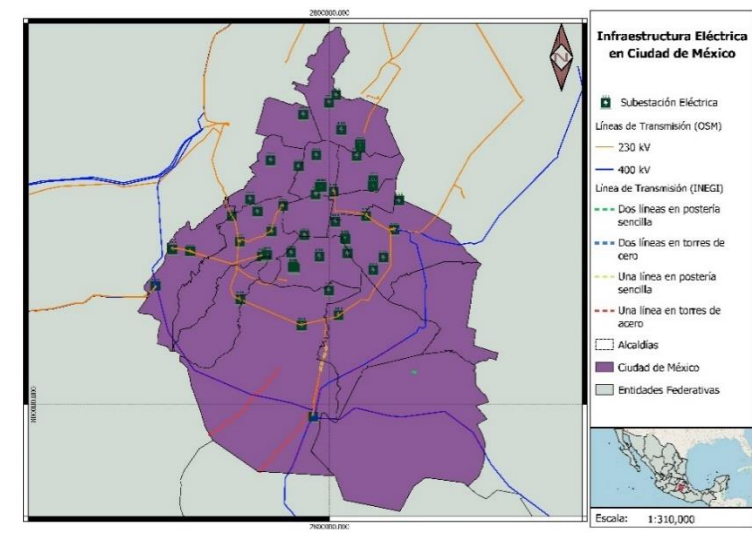 2800000.000
Infraestructura Eléctrica
en Ciudad de México
Subestación Eléctrica
Líneas de Transmisión (OSM)
230 kV
400 kV
Línea de Transmisión (INEGI)
Dos líneas en postería
sencilla
Dos líneas en torres de
cero
Una línea en postería
sencilla
Una línea en torres de
acero
Alcaldías
Ciudad de México
Entidades Federativas
Escala: 1:310,000
2800000.000